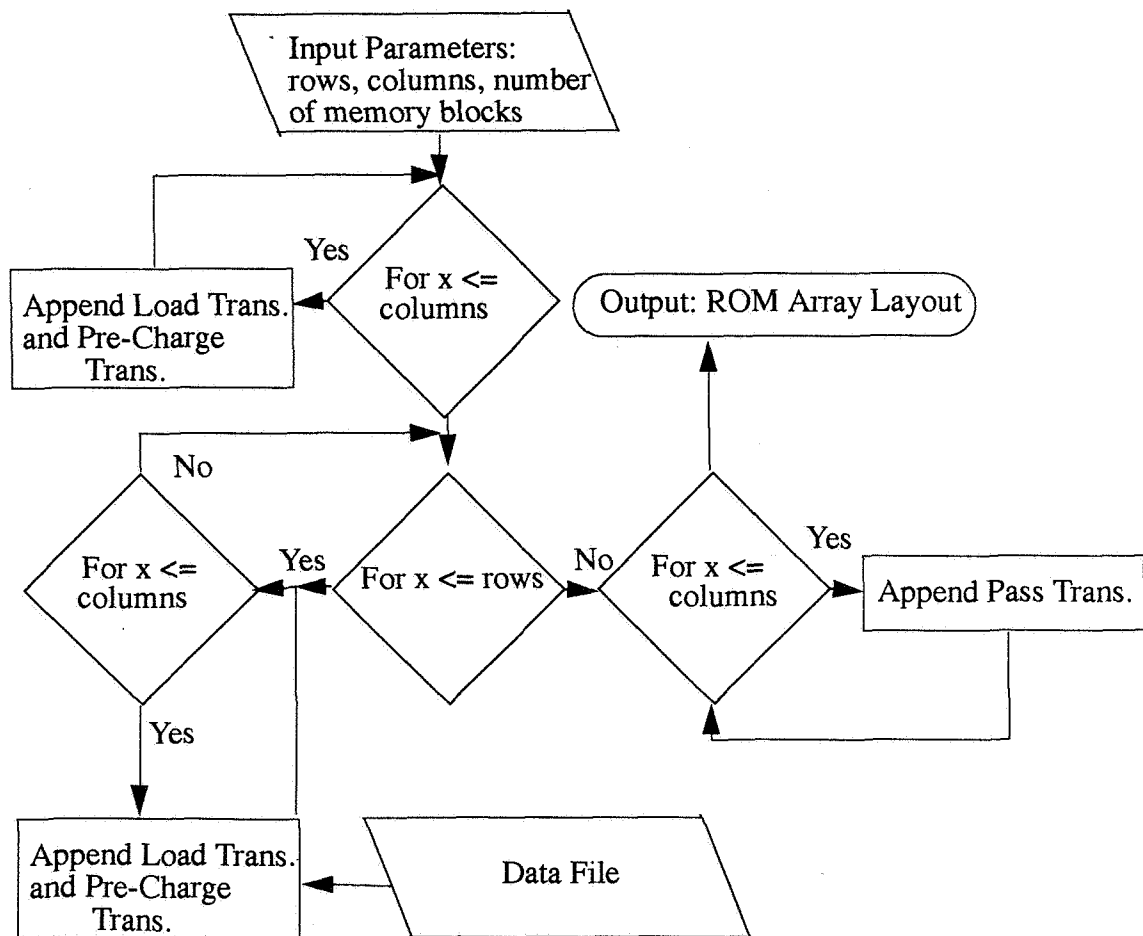 Input Parameters:
rows, columns, number
of memory blocks
Yes
For x <=
columns
Append Load Trans.
and Pre-Charge
Trans.
Output: ROM Array Layout
No
For x <=
columns
Yes
For x <= rows
No
For x <=
columns
Yes
Append Pass Trans.
Yes
Append Load Trans.
and Pre-Charge
Trans.
Data File